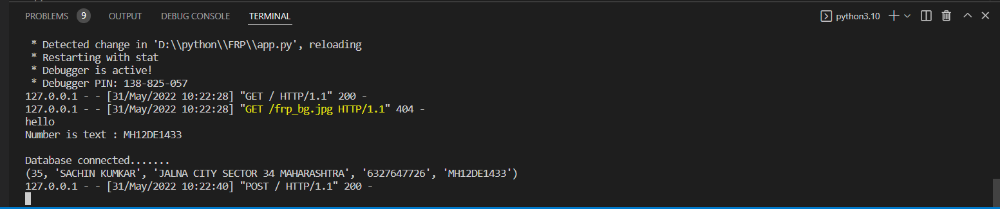 PROBLEMS 9 OUTPUT DEBUG CONSOLE TERMINAL python3.10
* Detected change in 'D:\\python\\FRP\\app.py', reloading
* Restarting with stat
* Debugger is active!
* Debugger PIN: 138-825-057
127.0.0.1 - - [31/May/2022 10:22:28] "GET / HTTP/1.1" 200 -
127.0.0.1 - - [31/May/2022 10:22:28] "GET /frp_bg.jpg HTTP/1.1" 404 -
hello
Number is text : MH12DE1433
Database connected.......
(35, 'SACHIN KUMKAR', 'JALNA CITY SECTOR 34 MAHARASHTRA', '6327647726', 'MH12DE1433')
127.0.0.1 - - [31/May/2022 10:22:40] "POST / HTTP/1.1" 200 -